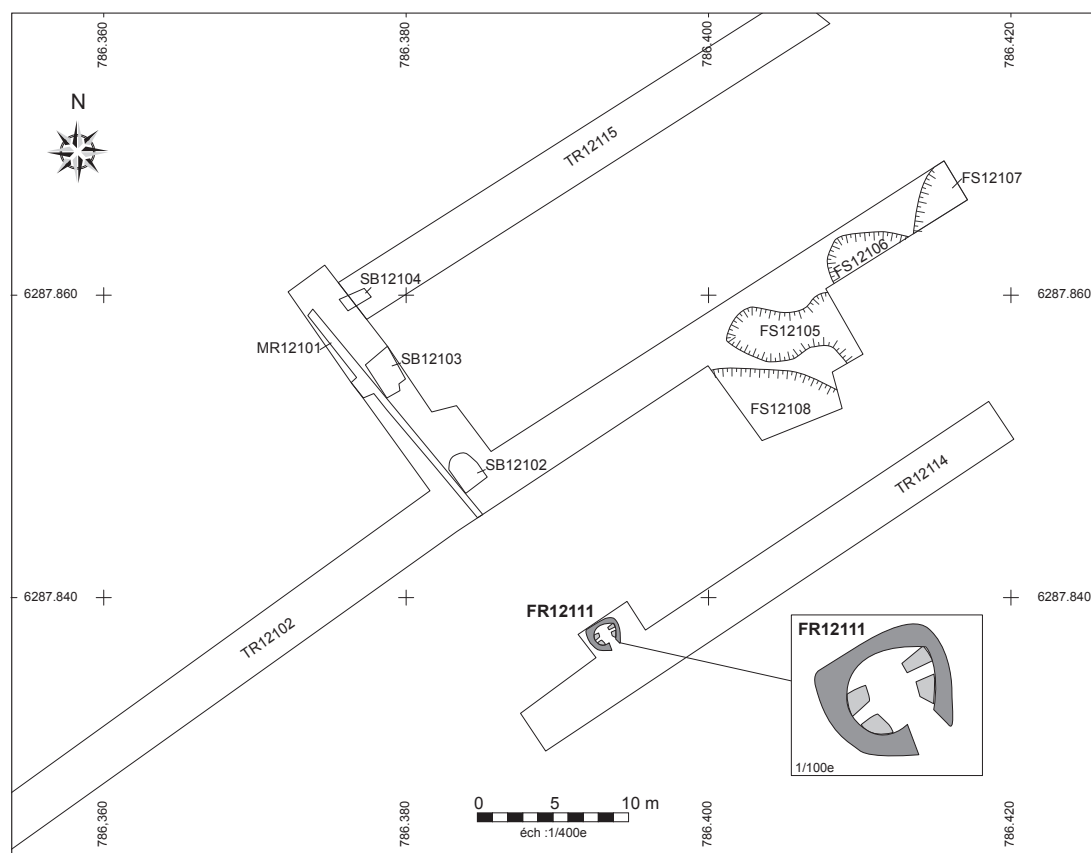 786.360
786.380
786.400
786.420
N
TR12115
FS12107
FS12106
SB12104
6287.860
6287.860
FS12105
MR12101
SB12103
FS12108
SB12102
TR12114
6287.840
6287.840
FR12111
FR12111
TR12102
1/100e
0 5 10 m
éch :1/400e
786,360
786.380
786.400
786.420